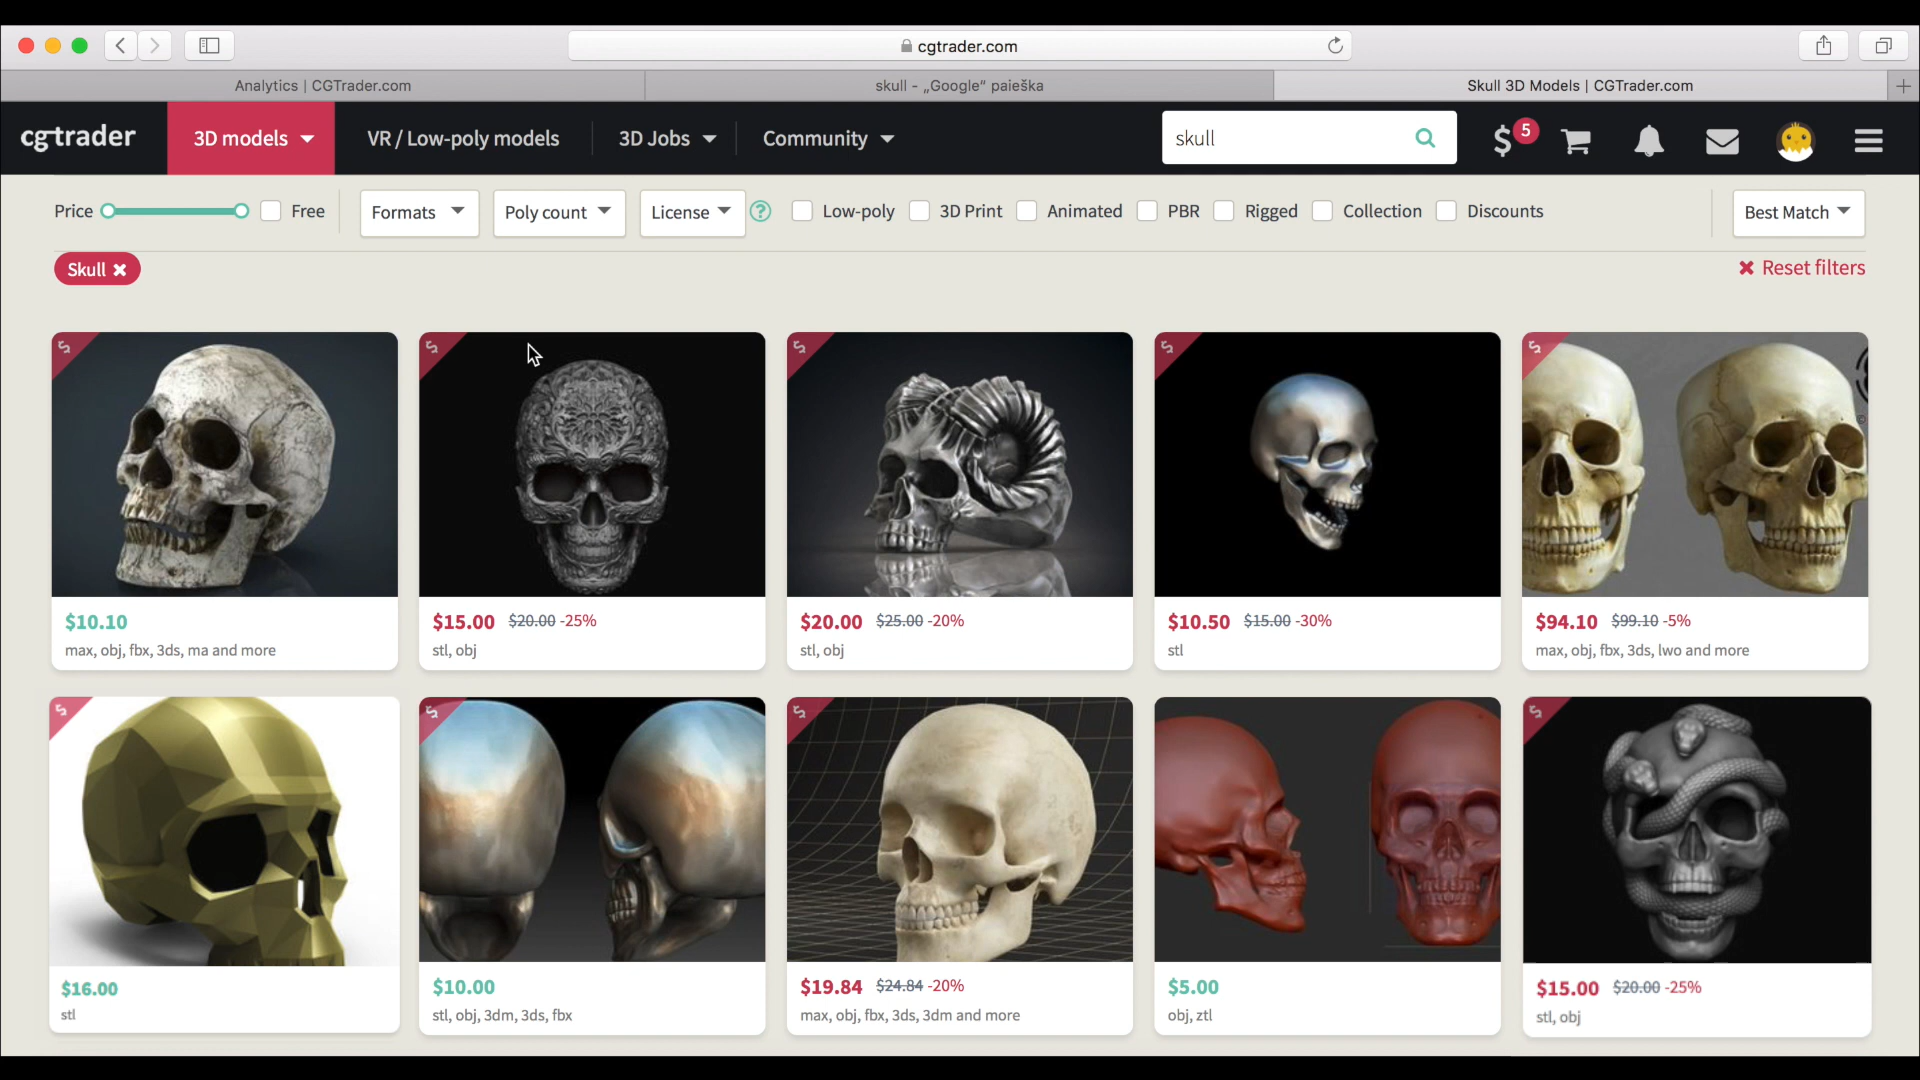 cgtrader.com
Analytics | CGTrader.com
skull - „Google“ paieška
Skull 3D Models | CGTrader.com
cgtrader
3D models
VR / Low-poly models
3D Jobs
Community
skull
$
5
Price
Free
Formats
Poly count
License
?
Low-poly
3D Print
Animated
PBR
Rigged
Collection
Discounts
Best Match
Skull
Reset filters
$10.10
max, obj, fbx, 3ds, ma and more
$15.00 $20.00 -25%
stl, obj
$20.00 $25.00 -20%
stl, obj
$10.50 $15.00 -30%
stl
$94.10 $99.10 -5%
max, obj, fbx, 3ds, lwo and more
$16.00
stl
$10.00
stl, obj, 3dm, 3ds, fbx
$19.84 $24.84 -20%
max, obj, fbx, 3ds, 3dm and more
$5.00
obj, ztl
$15.00 $20.00 -25%
stl, obj